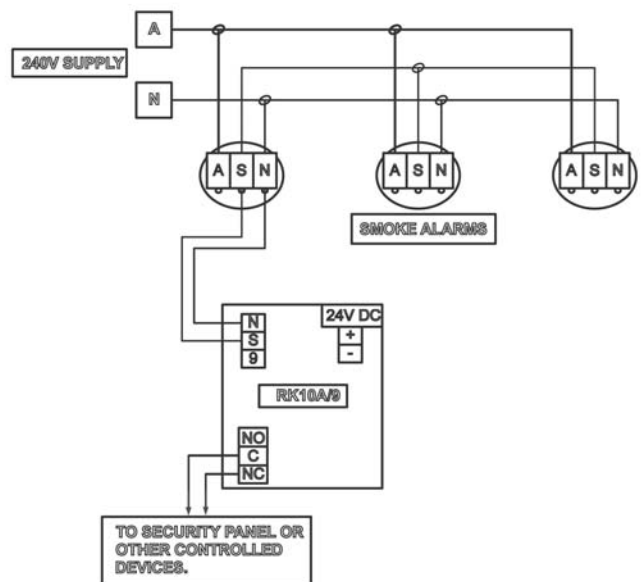 A
240V SUPPLY
N
A S N
A S N
A S N
SMOKE ALARMS
24V DC
+
-
N
S
9
RK10A/9
NO
C
NC
TO SECURITY PANEL OR
OTHER CONTROLLED
DEVICES.